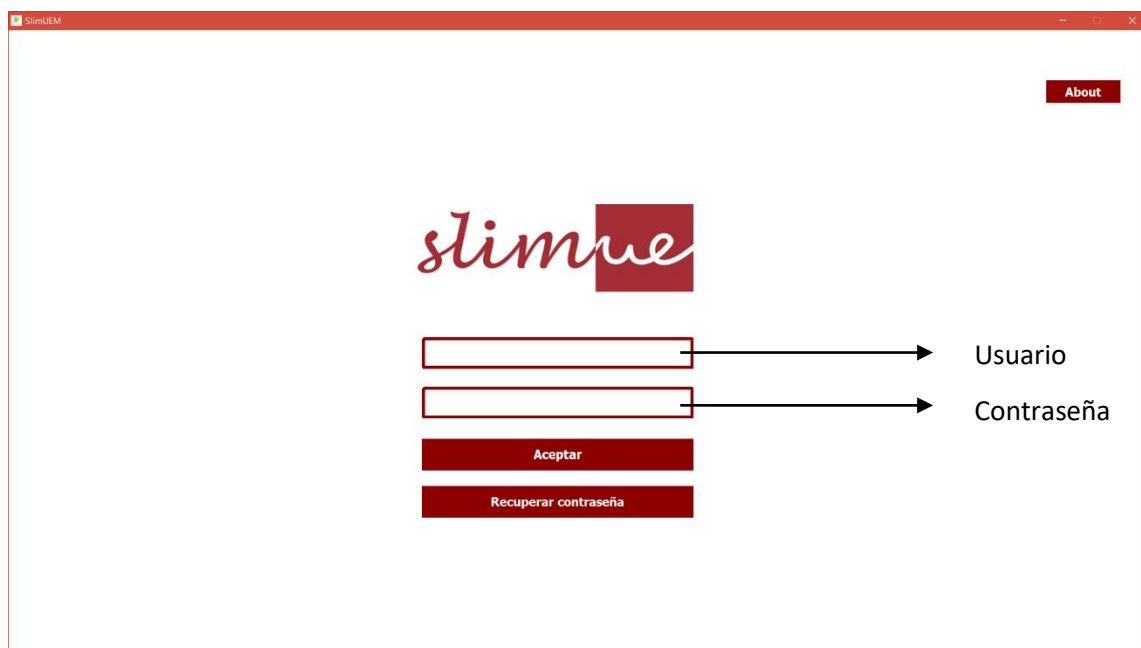 SlimUEM
About
slimue
Usuario
Contraseña
Aceptar
Recuperar contraseña